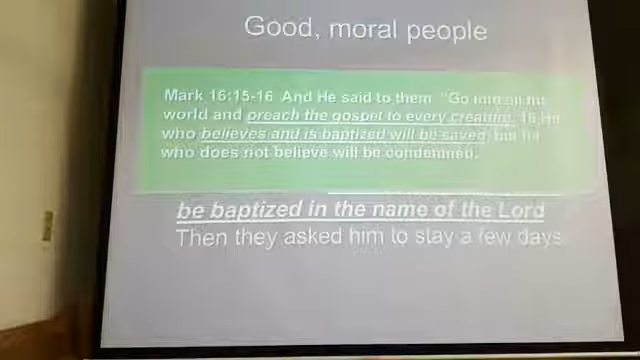 Good, moral people
Mark 16:15-16 And He said to them "Go into all the
world and preach the gospel to every creature. 16 He
who believes and is baptized will be saved; but he
who does not believe will be condemned.
be baptized in the name of the Lord
Then they asked him to stay a few days